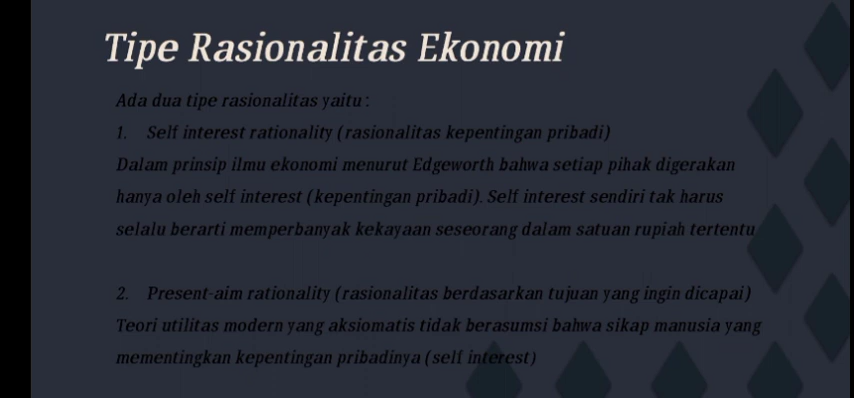 Tipe Rasionalitas Ekonomi
Ada dua tipe rasionalitas yaitu :
1. Self interest rationality (rasionalitas kepentingan pribadi)
Dalam prinsip ilmu ekonomi menurut Edgeworth bahwa setiap pihak digerakan
hanya oleh self interest (kepentingan pribadi). Self interest sendiri tak harus
selalu berarti memperbanyak kekayaan seseorang dalam satuan rupiah tertentu
2. Present-aim rationality (rasionalitas berdasarkan tujuan yang ingin dicapai)
Teori utilitas modern yang aksiomatis tidak berasumsi bahwa sikap manusia yang
mementingkan kepentingan pribadinya (self interest)